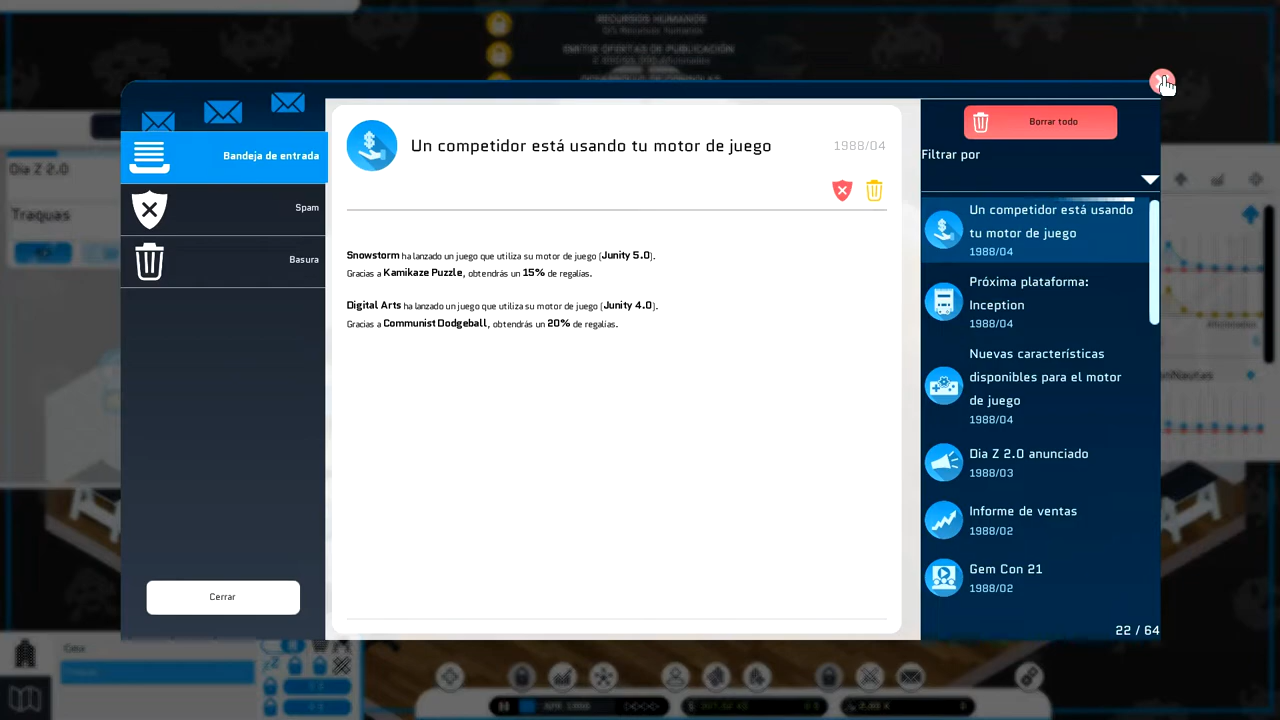 RECURSOS HUMANOS
EMITIR OFERTAS DE PUBLICACIÓN
Dia Z 2.0
Traquas
Bandeja de entrada
Spam
Basura
Cerrar
Un competidor está usando tu motor de juego
1988/04
Snowstorm ha lanzado un juego que utiliza su motor de juego (Junity 5.0).
Gracias a Kamikaze Puzzle, obtendrás un 15% de regalías.
Digital Arts ha lanzado un juego que utiliza su motor de juego (Junity 4.0).
Gracias a Communist Dodgeball, obtendrás un 20% de regalías.
Borrar todo
Filtrar por
Un competidor está usando
tu motor de juego
1988/04
Próxima plataforma:
Inception
1988/04
Nuevas características
disponibles para el motor
de juego
1988/04
Dia Z 2.0 anunciado
1988/03
Informe de ventas
1988/02
Gem Con 21
1988/02
22 / 64